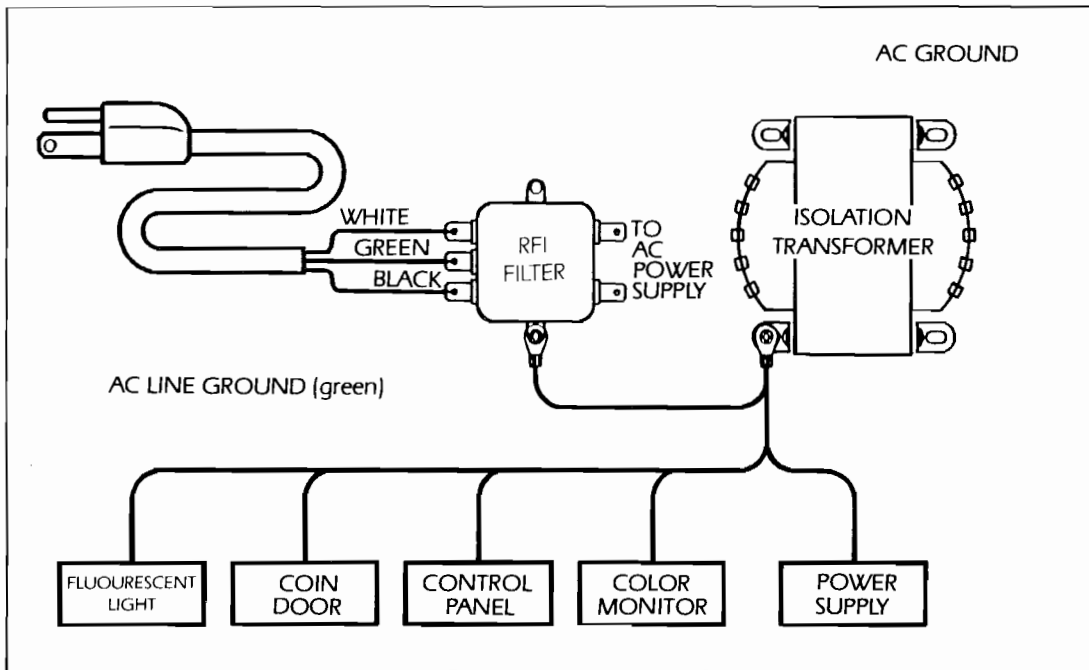 AC GROUND
WHITE
GREEN
BLACK
RFI
FILTER
TO
AC
POWER
SUPPLY
ISOLATION
TRANSFORMER
AC LINE GROUND (green)
FLUOURESCENT
LIGHT
COIN
DOOR
CONTROL
PANEL
COLOR
MONITOR
POWER
SUPPLY